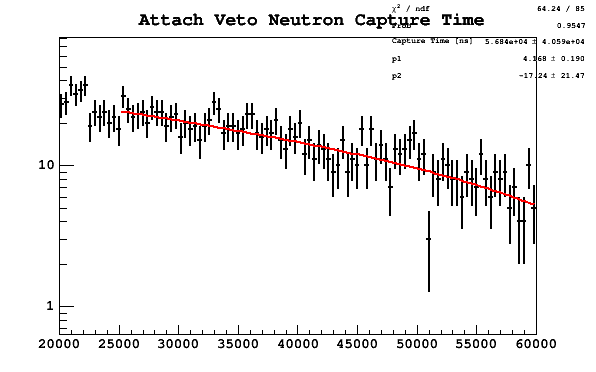 Attach Veto Neutron Capture Time
χ² / ndf 64.24 / 85
Prob 0.9547
Capture Time [ns] 5.684e+04 ± 4.059e+04
p1 4.168 ± 0.190
p2 -17.24 ± 21.47
10
1
20000 25000 30000 35000 40000 45000 50000 55000 60000